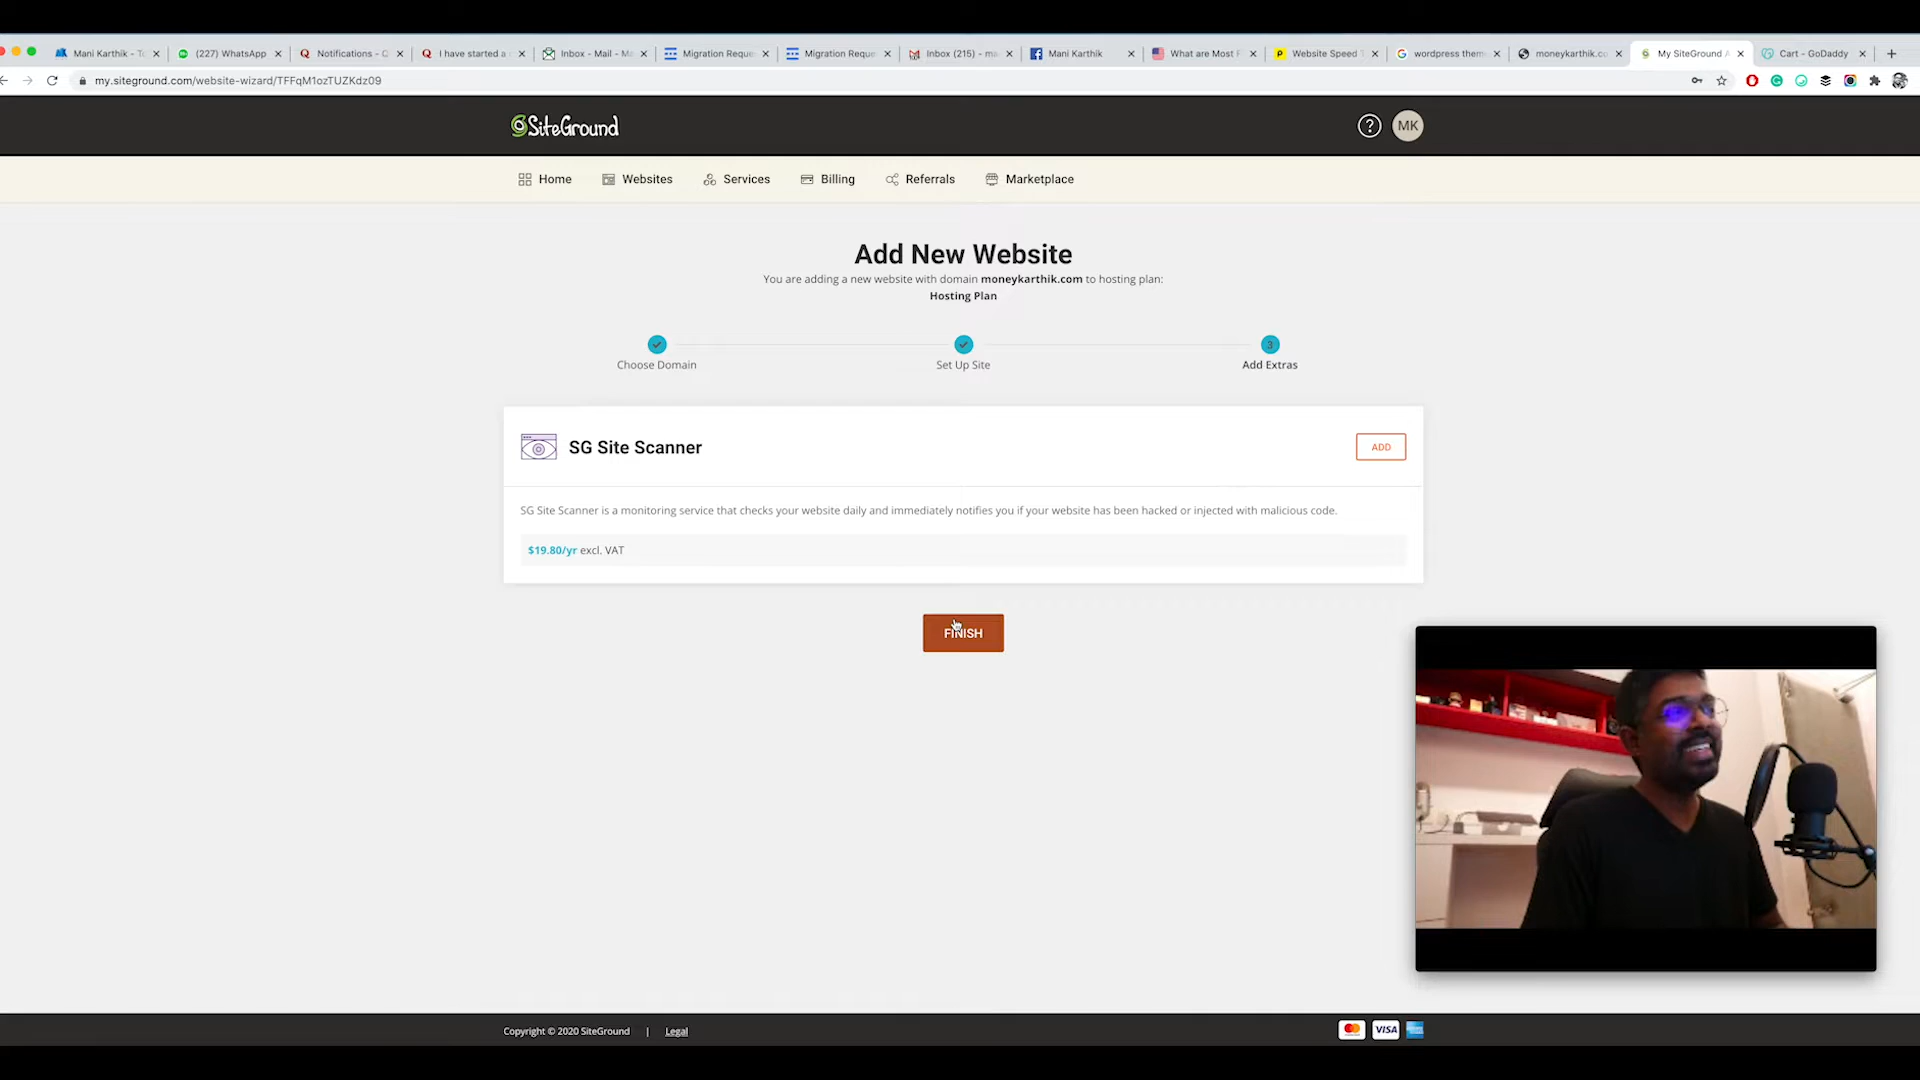 Mani Karthik - To
(227) WhatsApp
Notifications - Q
I have started a
Inbox - Mail - Ma
Migration Reque
Migration Reque
Inbox (215) - ma
Mani Karthik
What are Most F
Website Speed T
wordpress them
moneykarthik.co
My SiteGround A
Cart - GoDaddy
my.siteground.com/website-wizard/TFFqM1ozTUZKdz09
SiteGround
?
MK
Home
Websites
Services
Billing
Referrals
Marketplace
Add New Website
You are adding a new website with domain moneykarthik.com to hosting plan:
Hosting Plan
3
Choose Domain
Set Up Site
Add Extras
SG Site Scanner
ADD
SG Site Scanner is a monitoring service that checks your website daily and immediately notifies you if your website has been hacked or injected with malicious code.
$19.80/yr excl. VAT
FINISH
Copyright © 2020 SiteGround | Legal
VISA